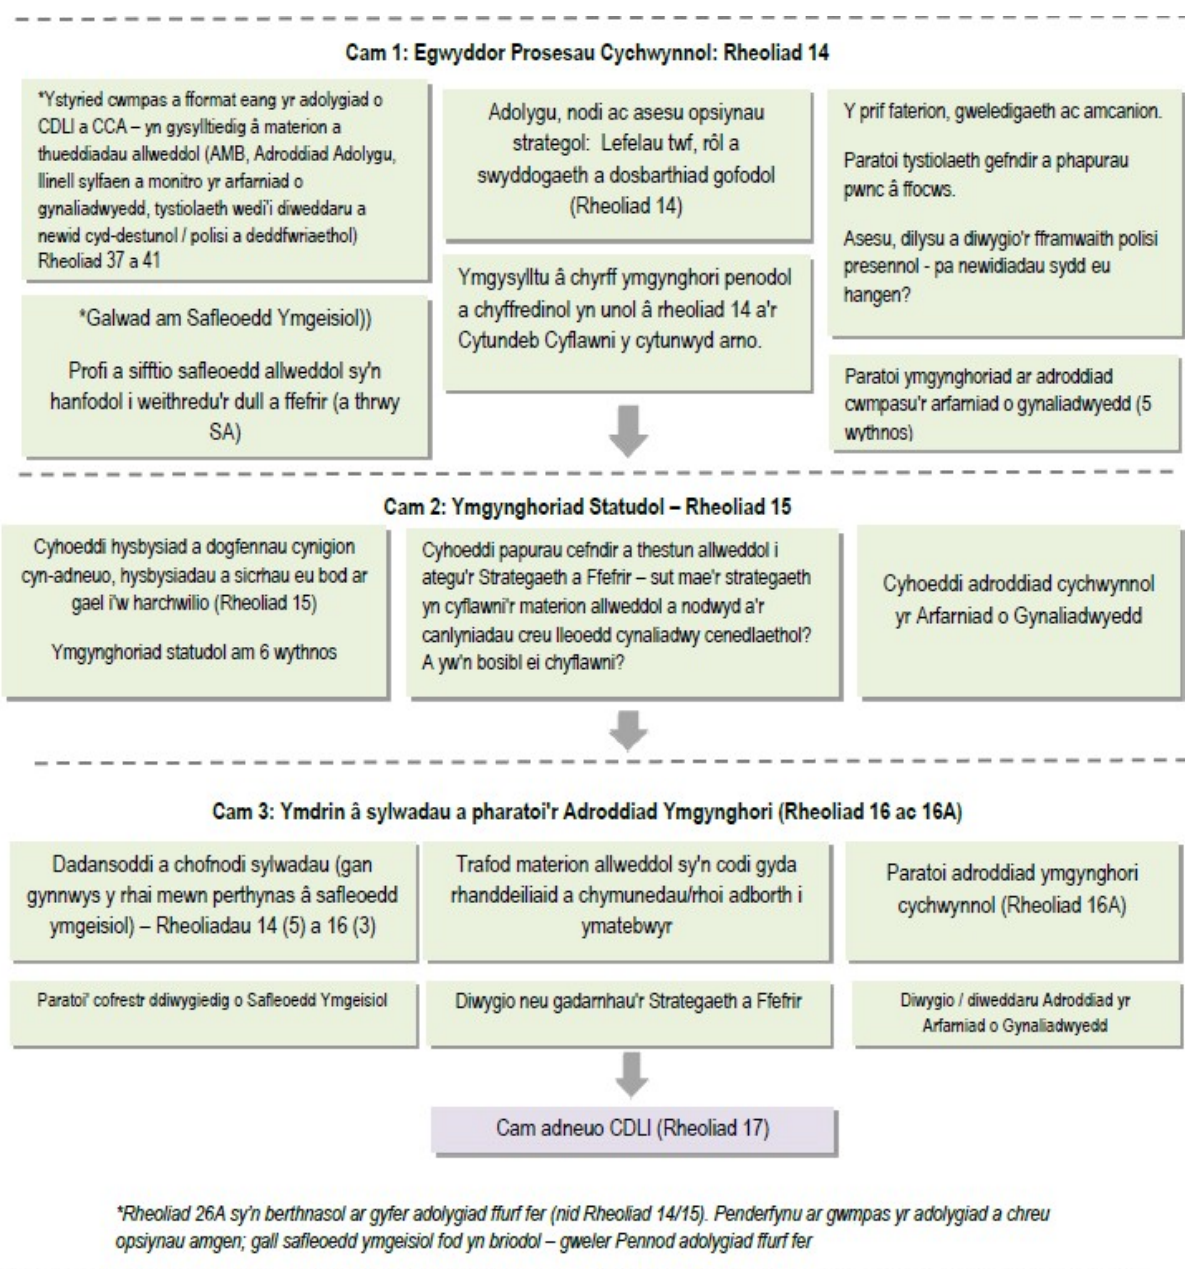 Cam 1: Egwyddor Prosesau Cychwynnol: Rheoliad 14
*Ystyried cwmpas a fformat eang yr adolygiad o
CDLl a CCA – yn gysylltiedig â materion a
thueddiadau allweddol (AMB, Adroddiad Adolygu,
llinell sylfaen a monitro yr arfarniad o
gynaliadwyedd, tystiolaeth wedi'i diweddaru a
newid cyd-destunol / polisi a deddfwriaethol)
Rheoliad 37 a 41
*Galwad am Safleoedd Ymgeisiol))
Profi a sifftio safleoedd allweddol sy'n
hanfodol i weithredu'r dull a ffefrir (a thrwy
SA)
Adolygu, nodi ac asesu opsiynau
strategol: Lefelau twf, rôl a
swyddogaeth a dosbarthiad gofodol
(Rheoliad 14)
Ymgysylltu â chyrff ymgynghori penodol
a chyffredinol yn unol â rheoliad 14 a'r
Cytundeb Cyflawni y cytunwyd arno.
Y prif faterion, gweledigaeth ac amcanion.
Paratoi tystiolaeth gefndir a phapurau
pwnc â ffocws.
Asesu, dilysu a diwygio'r fframwaith polisi
presennol - pa newidiadau sydd eu
hangen?
Paratoi ymgynghoriad ar adroddiad
cwmpasu'r arfarniad o gynaliadwyedd (5
wythnos)
Cam 2: Ymgynghoriad Statudol – Rheoliad 15
Cyhoeddi hysbysiad a dogfennau cynigion
cyn-adneuo, hysbysiadau a sicrhau eu bod ar
gael i'w harchwilio (Rheoliad 15)
Ymgynghoriad statudol am 6 wythnos
Cyhoeddi papurau cefndir a thestun allweddol i
ategu'r Strategaeth a Ffefrir – sut mae'r strategaeth
yn cyflawni'r materion allweddol a nodwyd a'r
canlyniadau creu lleoedd cynaliadwy cenedlaethol?
A yw'n bosibl ei chyflawni?
Cyhoeddi adroddiad cychwynnol
yr Arfarniad o Gynaliadwyedd
Cam 3: Ymdrin â sylwadau a pharatoi'r Adroddiad Ymgynghori (Rheoliad 16 ac 16A)
Dadansoddi a chofnodi sylwadau (gan
gynnwys y rhai mewn perthynas â safleoedd
ymgeisiol) – Rheoliadau 14 (5) a 16 (3)
Trafod materion allweddol sy'n codi gyda
rhanddeiliaid a chymunedau/rhoi adborth i
ymatebwyr
Paratoi adroddiad ymgynghori
cychwynnol (Rheoliad 16A)
Paratoi' cofrestr ddiwygiedig o Safleoedd Ymgeisiol
Diwygio neu gadarnhau'r Strategaeth a Ffefrir
Diwygio / diweddaru Adroddiad yr
Arfarniad o Gynaliadwyedd
Cam adneuo CDLl (Rheoliad 17)
*Rheoliad 26A sy'n berthnasol ar gyfer adolygiad ffurf fer (nid Rheoliad 14/15). Penderfynu ar gwmpas yr adolygiad a chreu
opsiynau amgen; gall safleoedd ymgeisiol fod yn briodol – gweler Pennod adolygiad ffurf fer